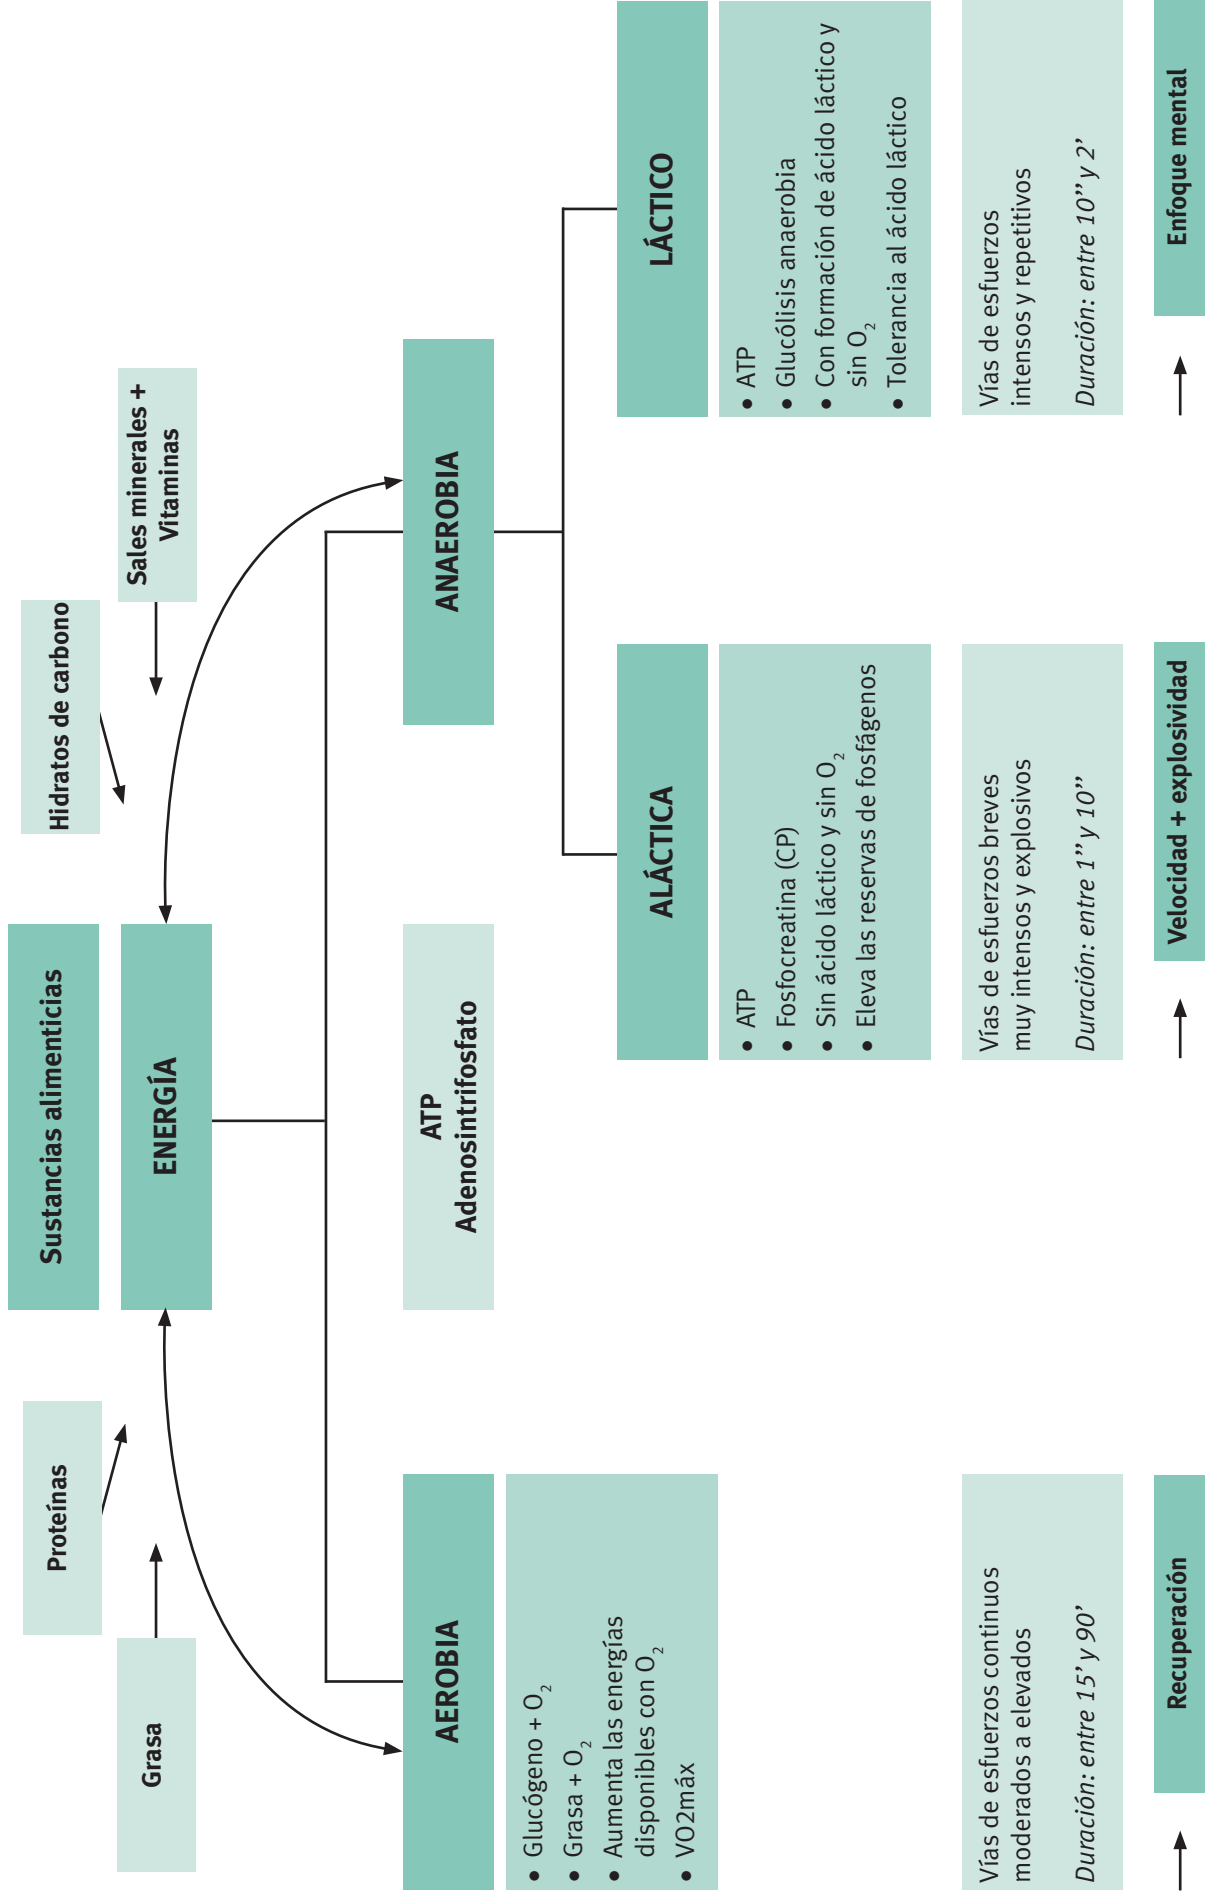 Sustancias alimenticias
Proteínas
Hidratos de carbono
Grasa
ENERGÍA
Sales minerales +
Vitaminas
AEROBIA
ATP
Adenosintrifosfato
ANAEROBIA
• Glucógeno + O₂
• Grasa + O₂
• Aumenta las energías
disponibles con O₂
• VO2máx
ALÁCTICA
LÁCTICO
• ATP
• Fosfocreatina (CP)
• Sin ácido láctico y sin O₂
• Eleva las reservas de fosfágenos
• ATP
• Glucólisis anaerobia
• Con formación de ácido láctico y
sin O₂
• Tolerancia al ácido láctico
Vías de esfuerzos continuos
moderados a elevados
Duración: entre 15’ y 90’
Vías de esfuerzos breves
muy intensos y explosivos
Duración: entre 1’’ y 10’’
Vías de esfuerzos
intensos y repetitivos
Duración: entre 10’’ y 2’
Recuperación
Velocidad + explosividad
Enfoque mental